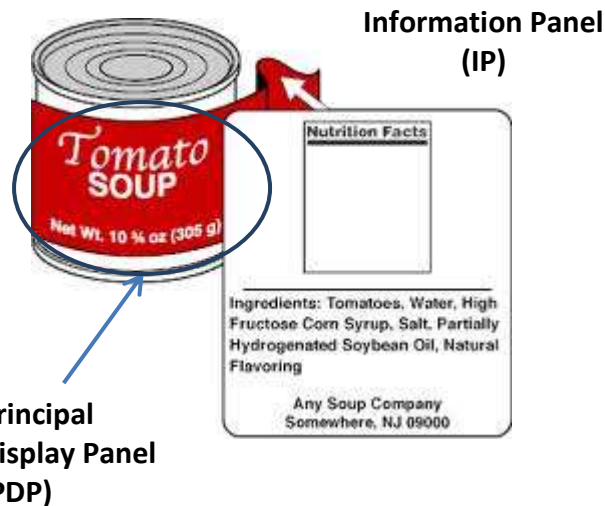 Information Panel
(IP)
Tomato
SOUP
Net Wt. 10 ¾ oz (305 g)
Nutrition Facts
Ingredients: Tomatoes, Water, High
Fructose Corn Syrup, Salt, Partially
Hydrogenated Soybean Oil, Natural
Flavoring
Any Soup Company
Somewhere, NJ 09000
rincipal
isplay Panel
PDP)